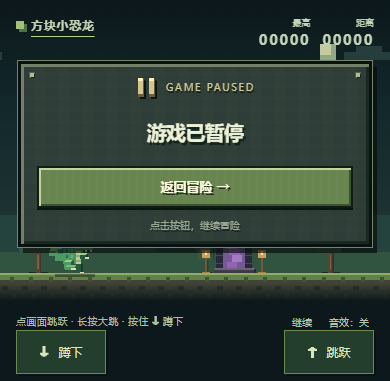 方块小恐龙
最高 距离
00000 00000
GAME PAUSED
游戏已暂停
返回冒险 →
点击按钮，继续冒险
点画面跳跃 · 长按大跳 · 按住 ↓ 蹲下
继续 音效：关
↓ 蹲下
↑ 跳跃